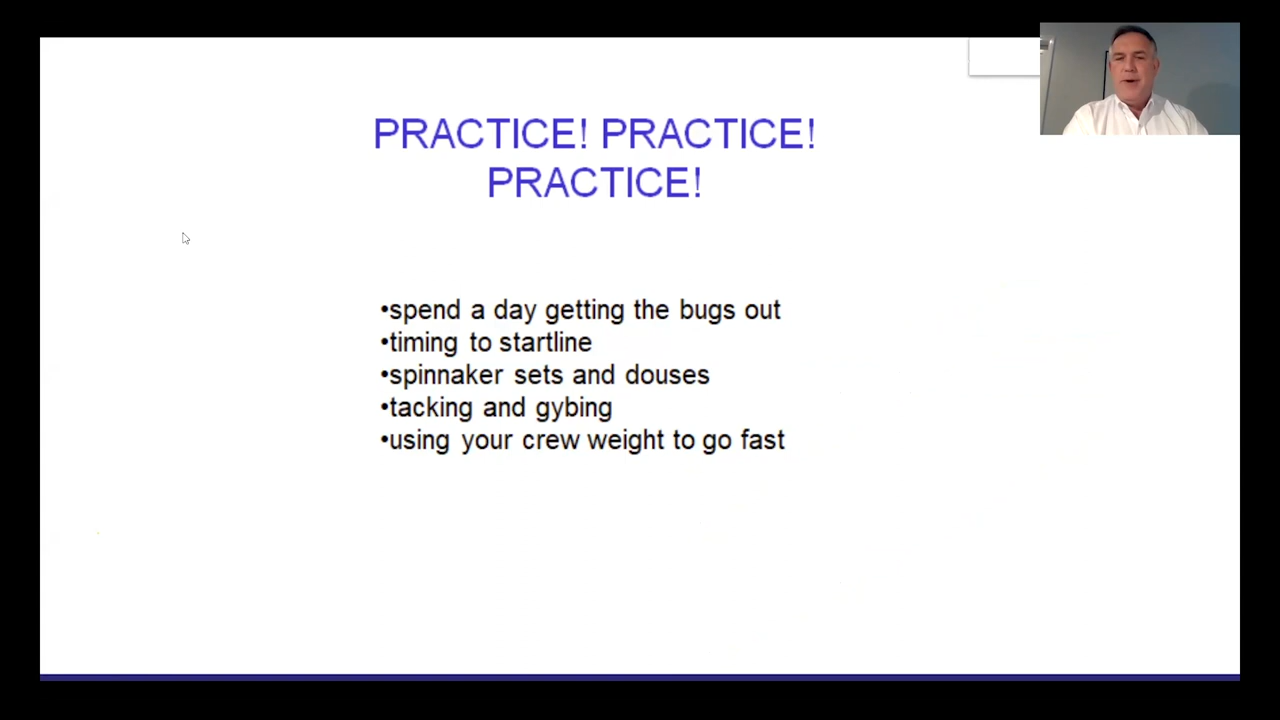 PRACTICE! PRACTICE!
PRACTICE!
•spend a day getting the bugs out
•timing to startline
•spinnaker sets and douses
•tacking and gybing
•using your crew weight to go fast